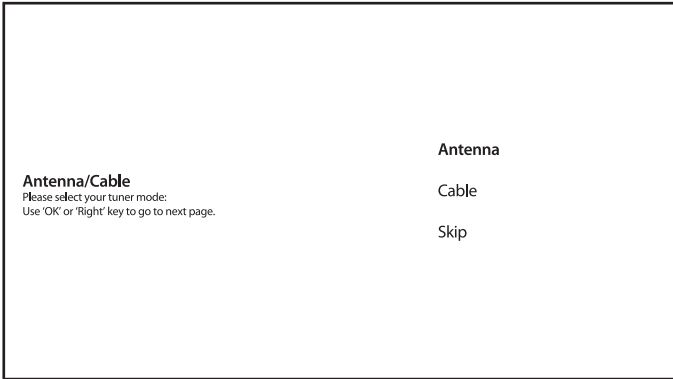 Antenna/Cable
Please select your tuner mode:
Use ‘OK’ or ‘Right’ key to go to next page.
Antenna
Cable
Skip